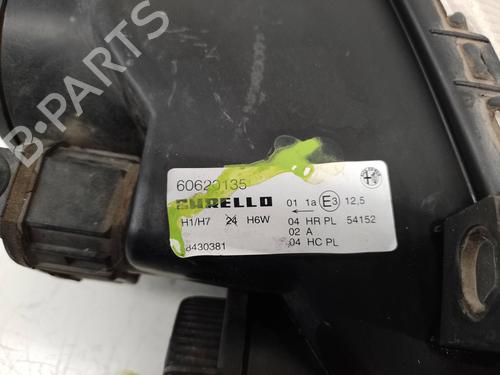 B-PARTS
60620135
CARELLO 01 1a E3 12,5
H1/H7 24 H6W 04 HR PL 54152
02 A
8430381 04 HC PL